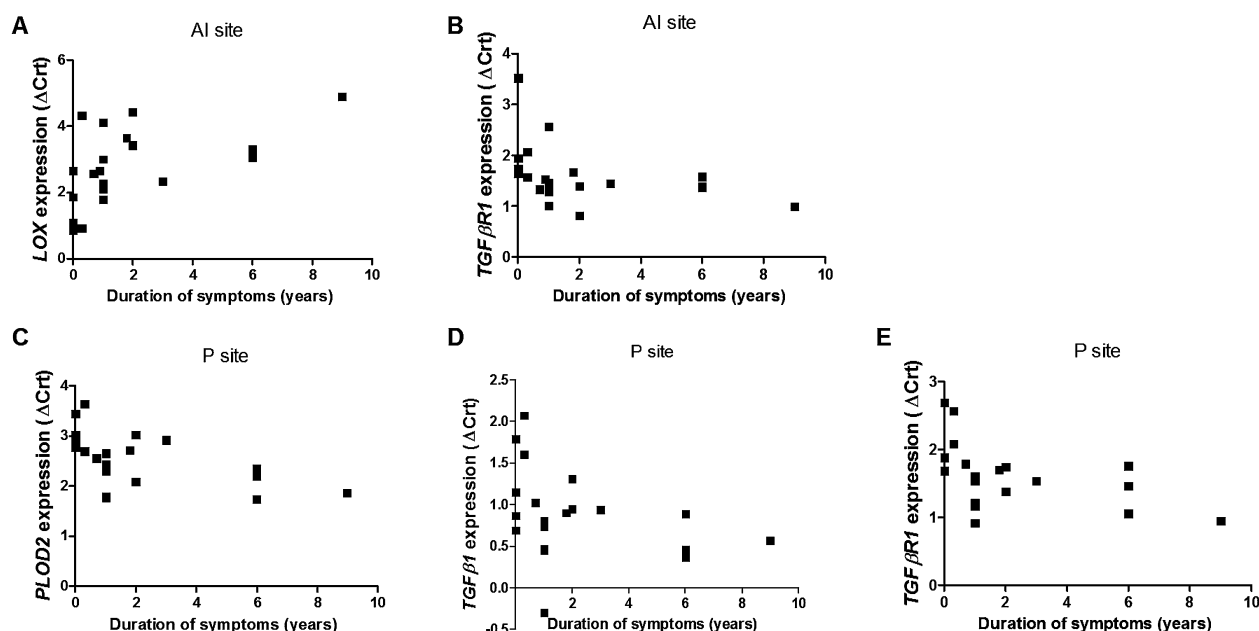 A
AI site
LOX expression (ΔCrt)
6
4
2
0
0 2 4 6 8 10
Duration of symptoms (years)
B
AI site
TGFβR1 expression (ΔCrt)
4
3
2
1
0
0 2 4 6 8 10
Duration of symptoms (years)
C
P site
PLOD2 expression (ΔCrt)
4
3
2
1
0
0 2 4 6 8 10
Duration of symptoms (years)
D
P site
TGFβ1 expression (ΔCrt)
2.5
2.0
1.5
1.0
0.5
0.0
-0.5
2 4 6 8 10
Duration of symptoms (years)
E
P site
TGFβR1 expression (ΔCrt)
3
2
1
0
0 2 4 6 8 10
Duration of symptoms (years)